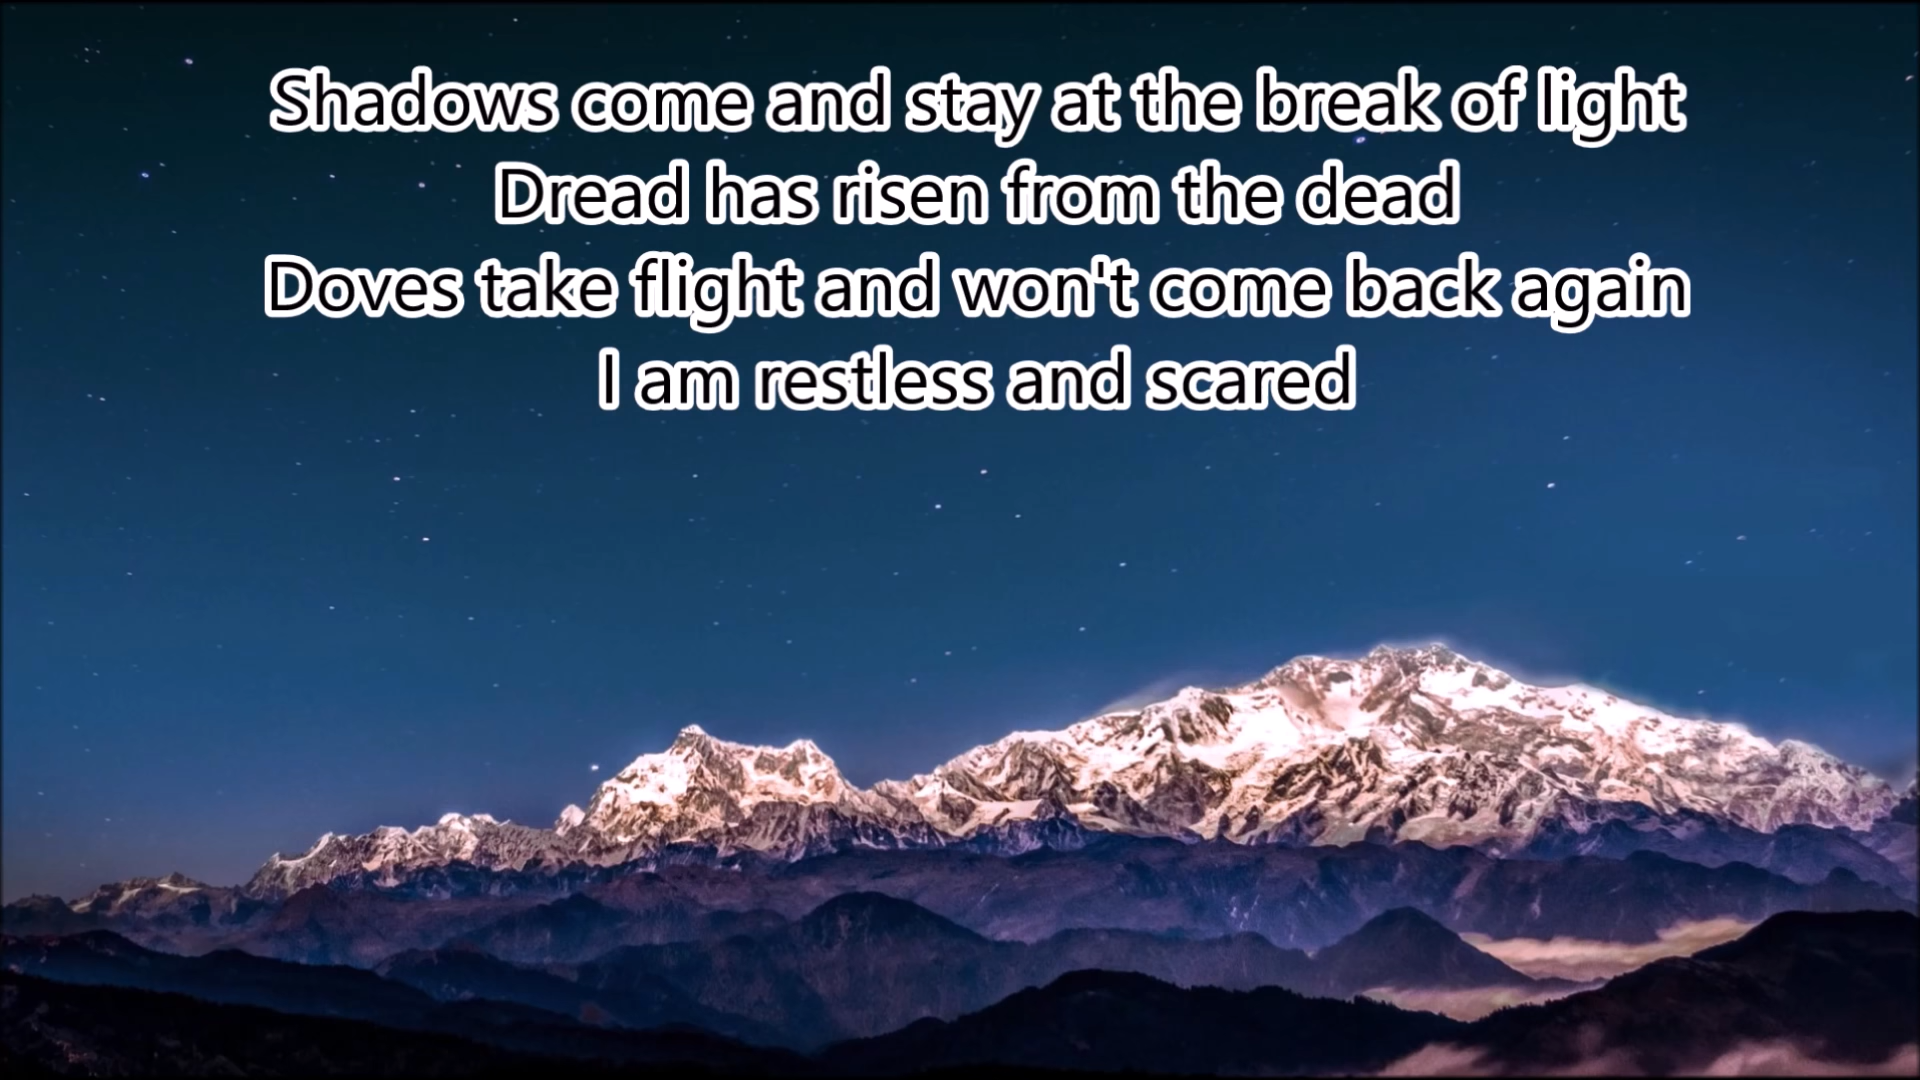 Shadows come and stay at the break of light
Dread has risen from the dead
Doves take flight and won't come back again
I am restless and scared